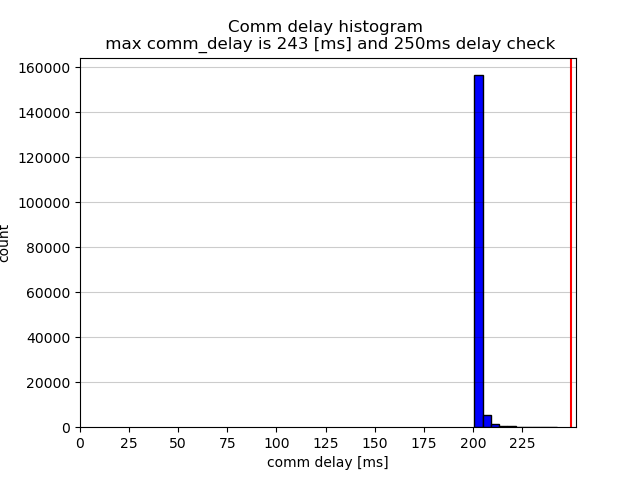 Comm delay histogram
max comm_delay is 243 [ms] and 250ms delay check
160000
140000
120000
100000
80000
60000
40000
20000
0
count
0 25 50 75 100 125 150 175 200 225
comm delay [ms]